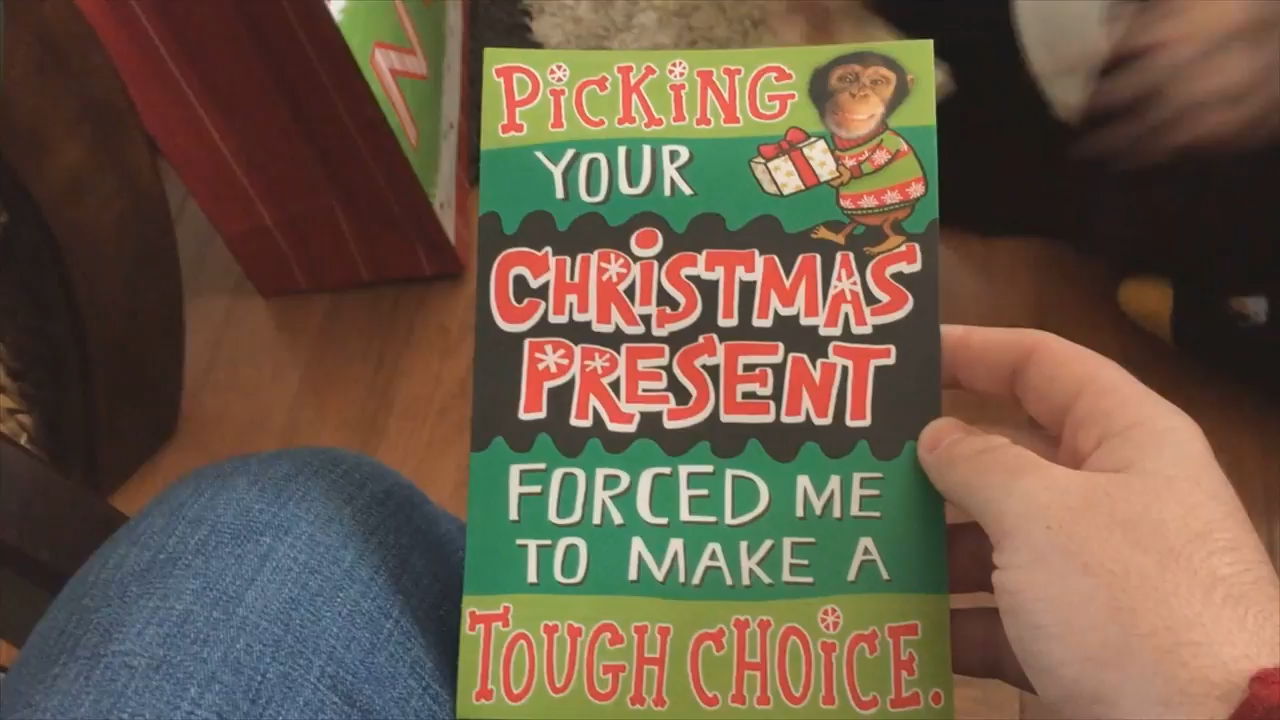 PiCKiNG
YOUR
CHRiSTMAS
PRESENT
FORCED ME
TO MAKE A
TOUGH CHOiCE.